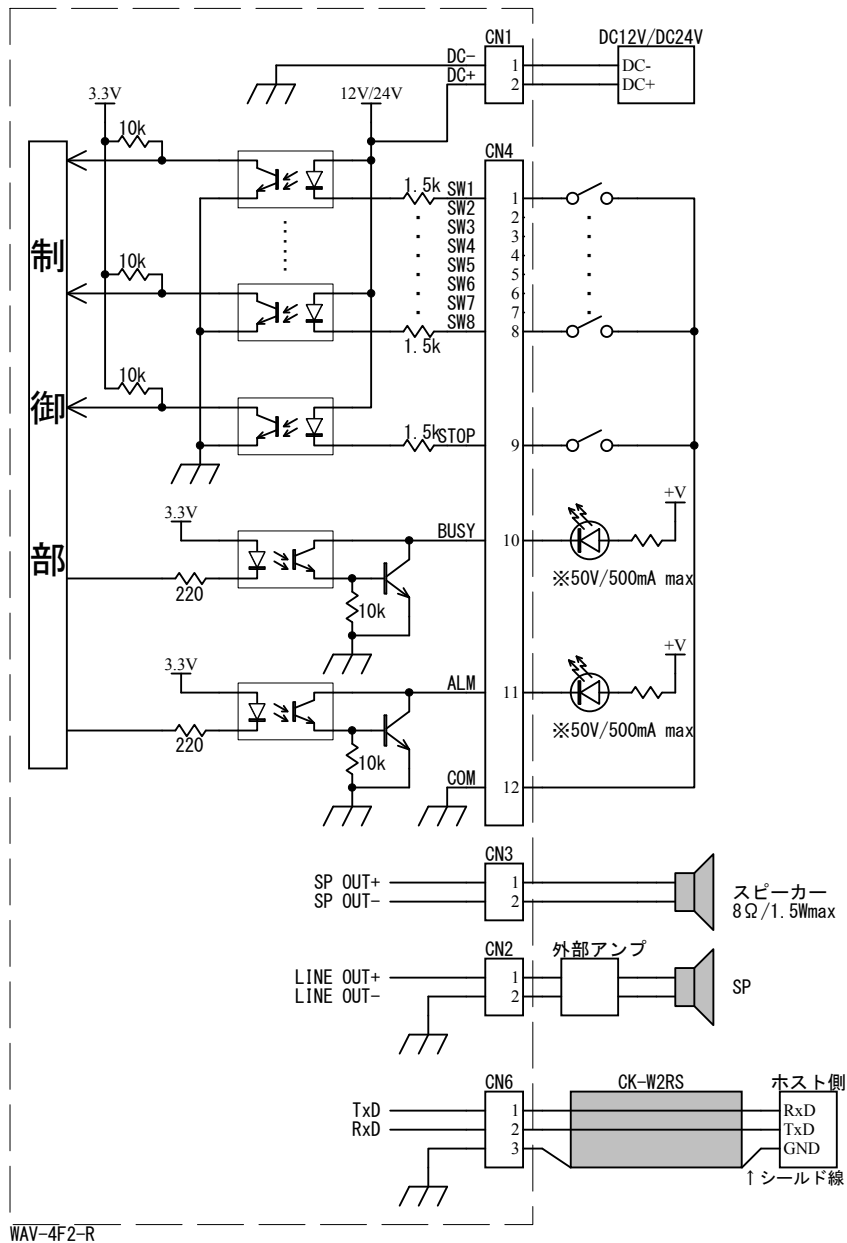 CN1
DC12V/DC24V
DC-
DC+
1
2
DC-
DC+
3.3V
12V/24V
10k
CN4
1.5k
SW1
SW2
SW3
SW4
SW5
SW6
SW7
SW8
1
2
3
4
5
6
7
8
10k
1.5k
10k
1.5k
STOP
9
制御部
3.3V
BUSY
10
+V
※50V/500mA max
220
10k
3.3V
ALM
11
+V
※50V/500mA max
220
10k
COM
12
CN3
SP OUT+
SP OUT-
1
2
スピーカー
8Ω/1.5Wmax
CN2
外部アンプ
LINE OUT+
LINE OUT-
1
2
SP
CN6
CK-W2RS
ホスト側
TxD
RxD
1
2
3
RxD
TxD
GND
↑シールド線
WAV-4F2-R